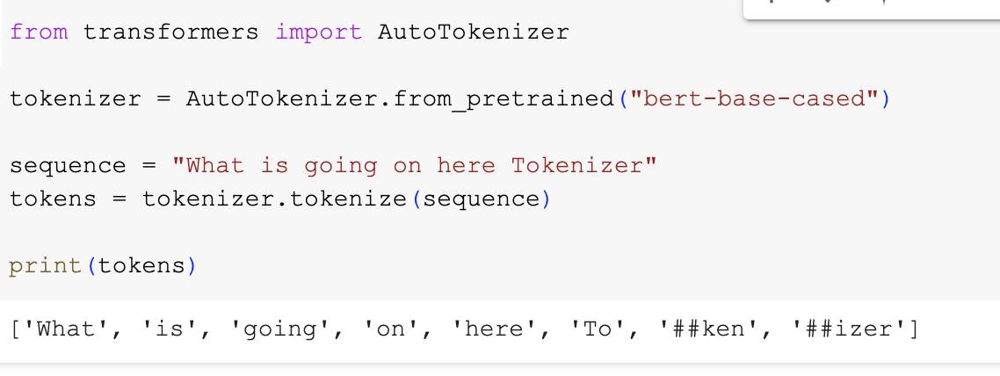 from transformers import AutoTokenizer
tokenizer = AutoTokenizer.from_pretrained("bert-base-cased")
sequence = "What is going on here Tokenizer"
tokens = tokenizer.tokenize(sequence)
print(tokens)
['What', 'is', 'going', 'on', 'here', 'To', '##ken', '##izer']